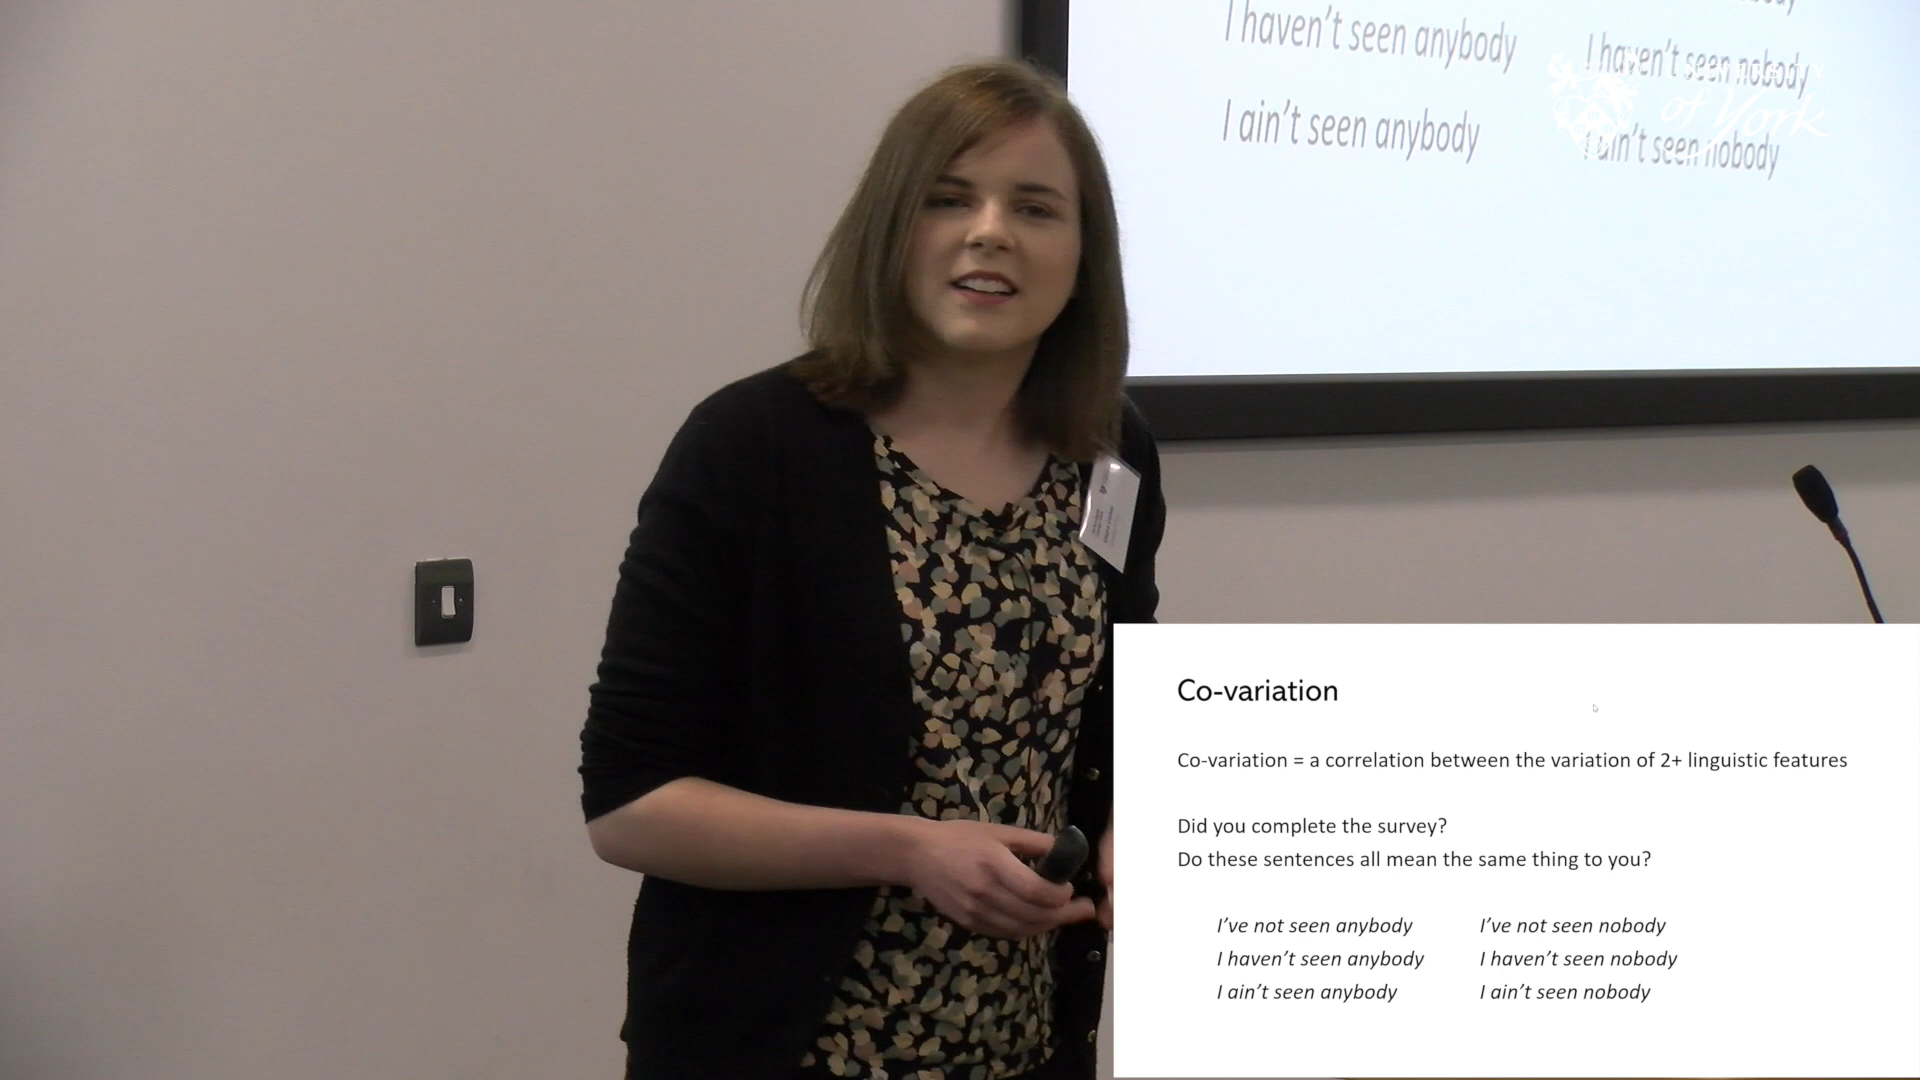 I haven't seen anybody
I haven't seen nobody
I ain't seen anybody
ain't seen nobody
of York
Co-variation
Co-variation = a correlation between the variation of 2+ linguistic features
Did you complete the survey?
Do these sentences all mean the same thing to you?
I've not seen anybody
I've not seen nobody
I haven't seen anybody
I haven't seen nobody
I ain't seen anybody
I ain't seen nobody